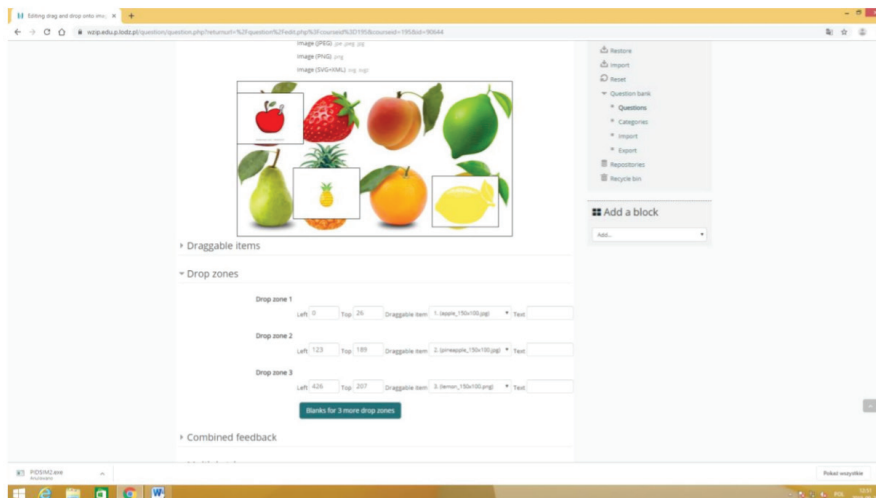 Editing drag and drop onto imag
wzip.edu.p.lodz.pl/question/question.php?returnurl=%2Fquestion%2Fedit.php%3Fcourseid%3D195&courseid=195&id=90644
Image (JPEG) .jpe .jpeg .jpg
Image (PNG) .png
Image (SVG+XML) .svg .svgz
Restore
Import
Reset
Question bank
Questions
Categories
Import
Export
Repositories
Recycle bin
Add a block
Add...
Draggable items
Drop zones
Drop zone 1
Left 0 Top 26 Draggable item 1. (apple_150x100.jpg) Text
Drop zone 2
Left 123 Top 189 Draggable item 2. (pineapple_150x100.jpg) Text
Drop zone 3
Left 426 Top 207 Draggable item 3. (lemon_150x100.png) Text
Blanks for 3 more drop zones
Combined feedback
PJDSIM2.exe
Pokaż wszystkie